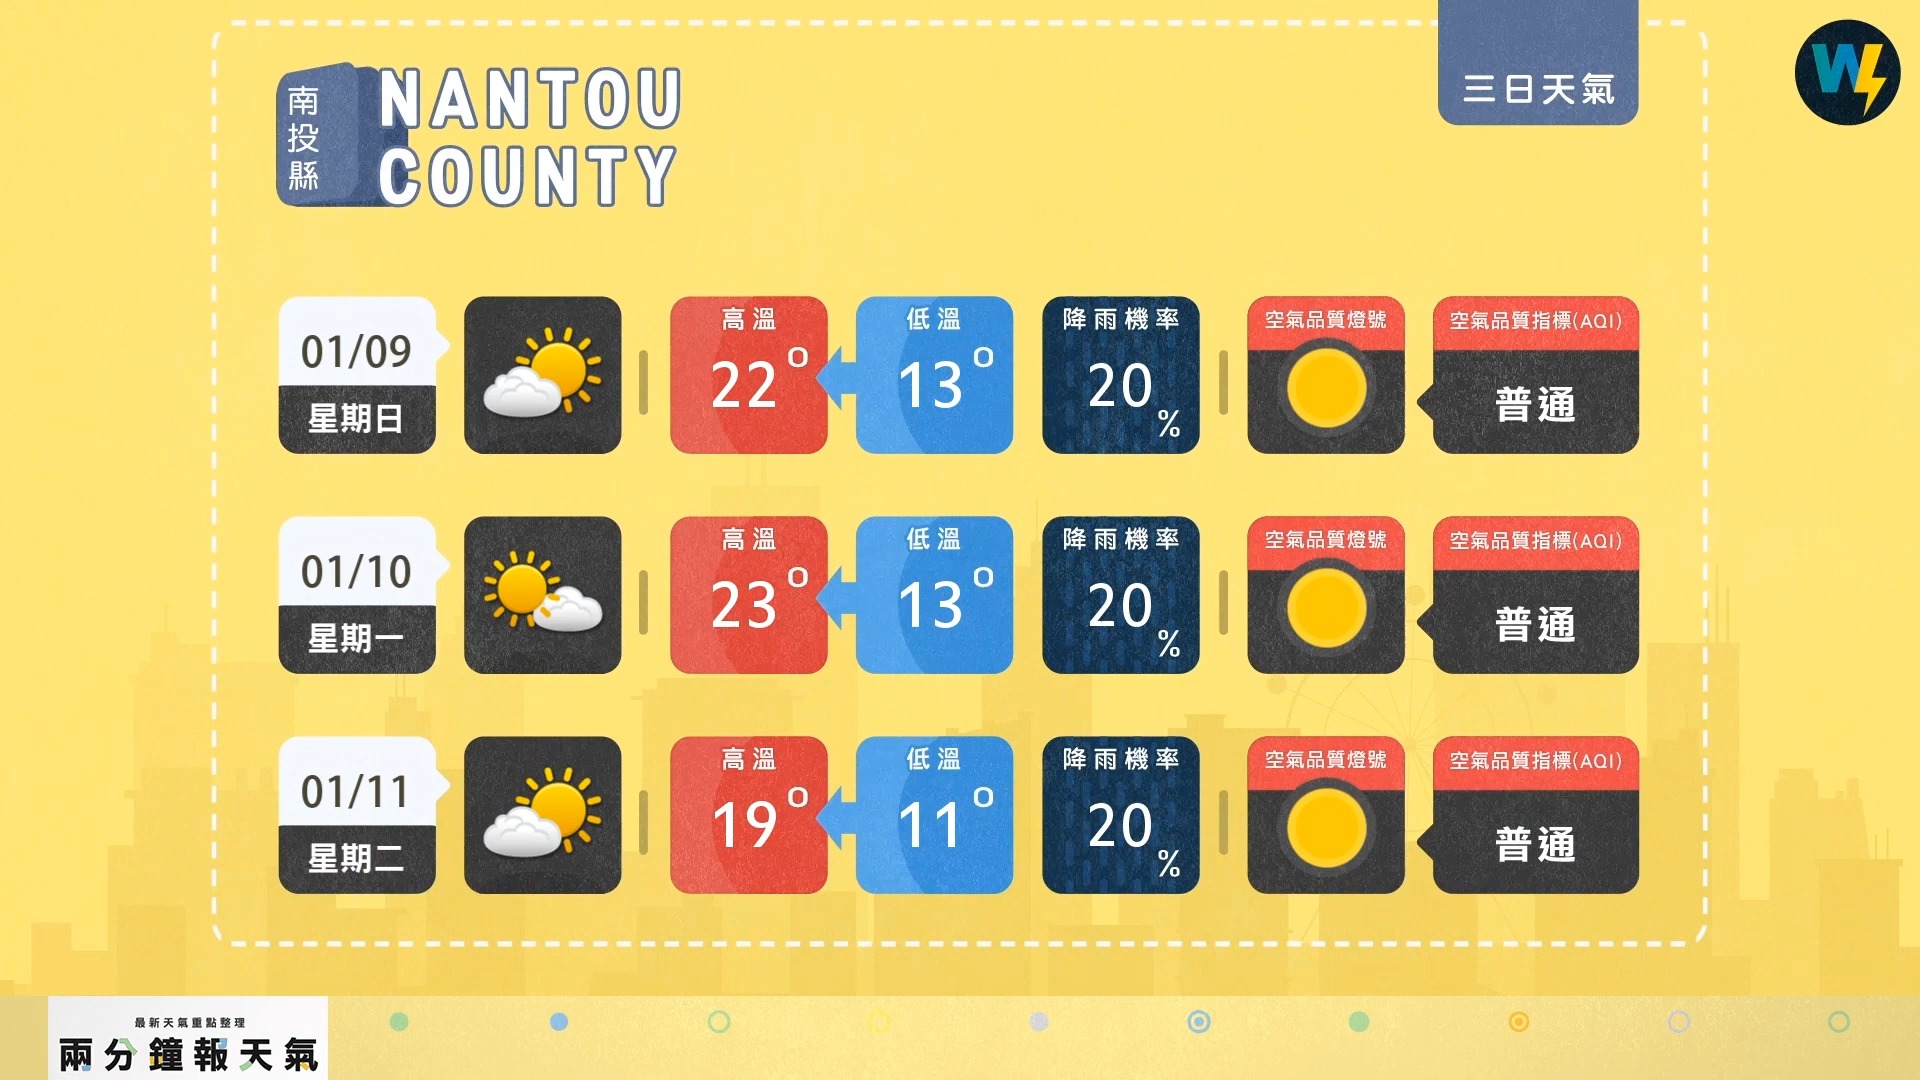 南投縣
NANTOU
COUNTY
三日天氣
W
01/09
星期日
高溫
22°
低溫
13°
降雨機率
20%
空氣品質燈號
空氣品質指標(AQI)
普通
01/10
星期一
高溫
23°
低溫
13°
降雨機率
20%
空氣品質燈號
空氣品質指標(AQI)
普通
01/11
星期二
高溫
19°
低溫
11°
降雨機率
20%
空氣品質燈號
空氣品質指標(AQI)
普通
最新天氣重點整理
兩分鐘報天氣